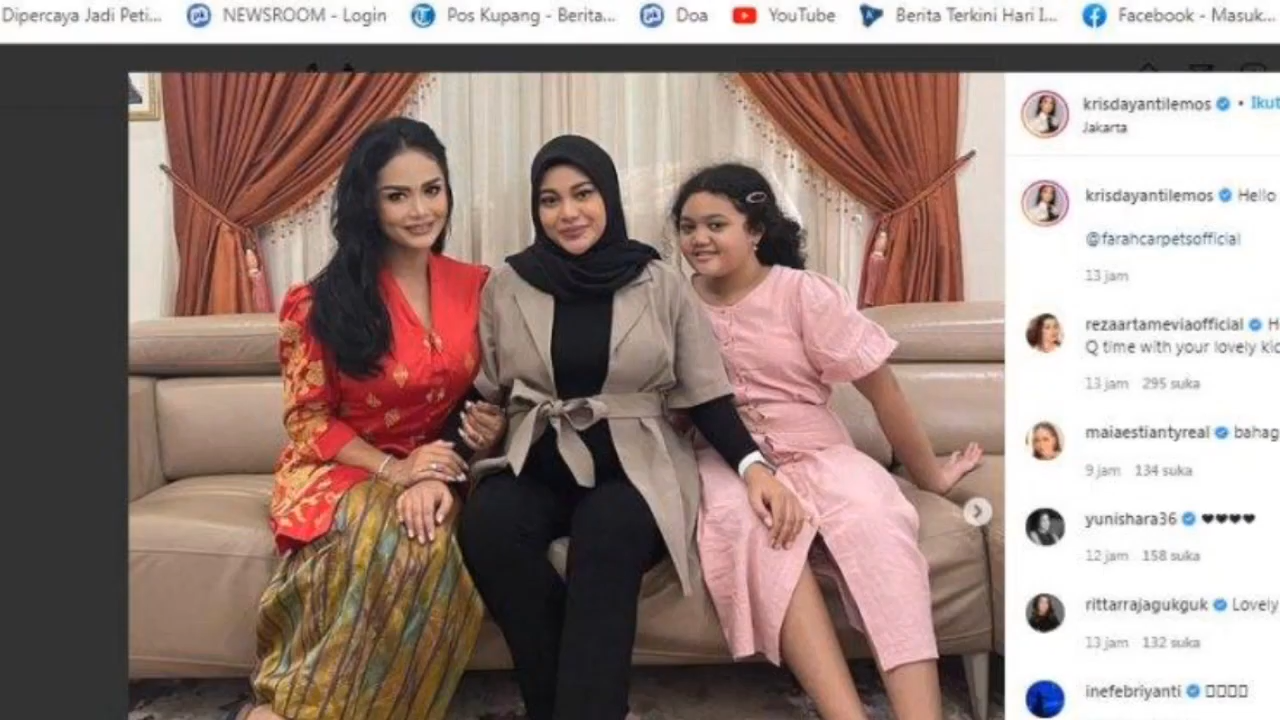 Dipercaya Jadi Peti...
NEWSROOM - Login
Pos Kupang - Berita...
Doa
YouTube
Berita Terkini Hari I...
Facebook - Masuk...
krisdayantilemos • Ikut
Jakarta
krisdayantilemos Hello
@farahcarpetsofficial
13 jam
rezaartameviaofficial H
Q time with your lovely kid
13 jam 295 suka
maiaestiantyreal bahag
9 jam 134 suka
yunishara36 ♥♥♥♥
12 jam 158 suka
rittarrajagukguk Lovely
13 jam 132 suka
inefebriyanti